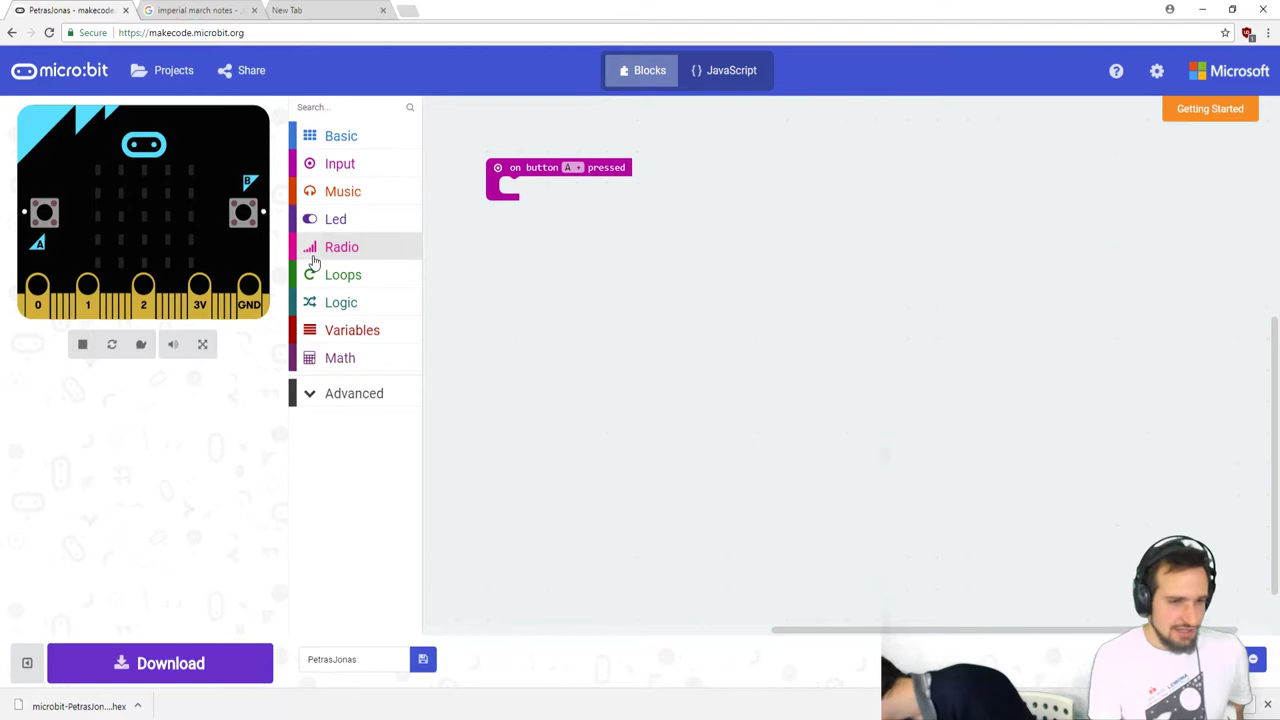 PetrasJonas - makecode.
imperial march notes -
New Tab
Secure
https://makecode.microbit.org
micro:bit
Projects
Share
Blocks
{} JavaScript
Microsoft
Getting Started
Search...
Basic
Input
Music
Led
Radio
Loops
Logic
Variables
Math
Advanced
on button A pressed
B
A
0
1
2
3V
GND
Download
PetrasJonas
microbit-PetrasJon....hex